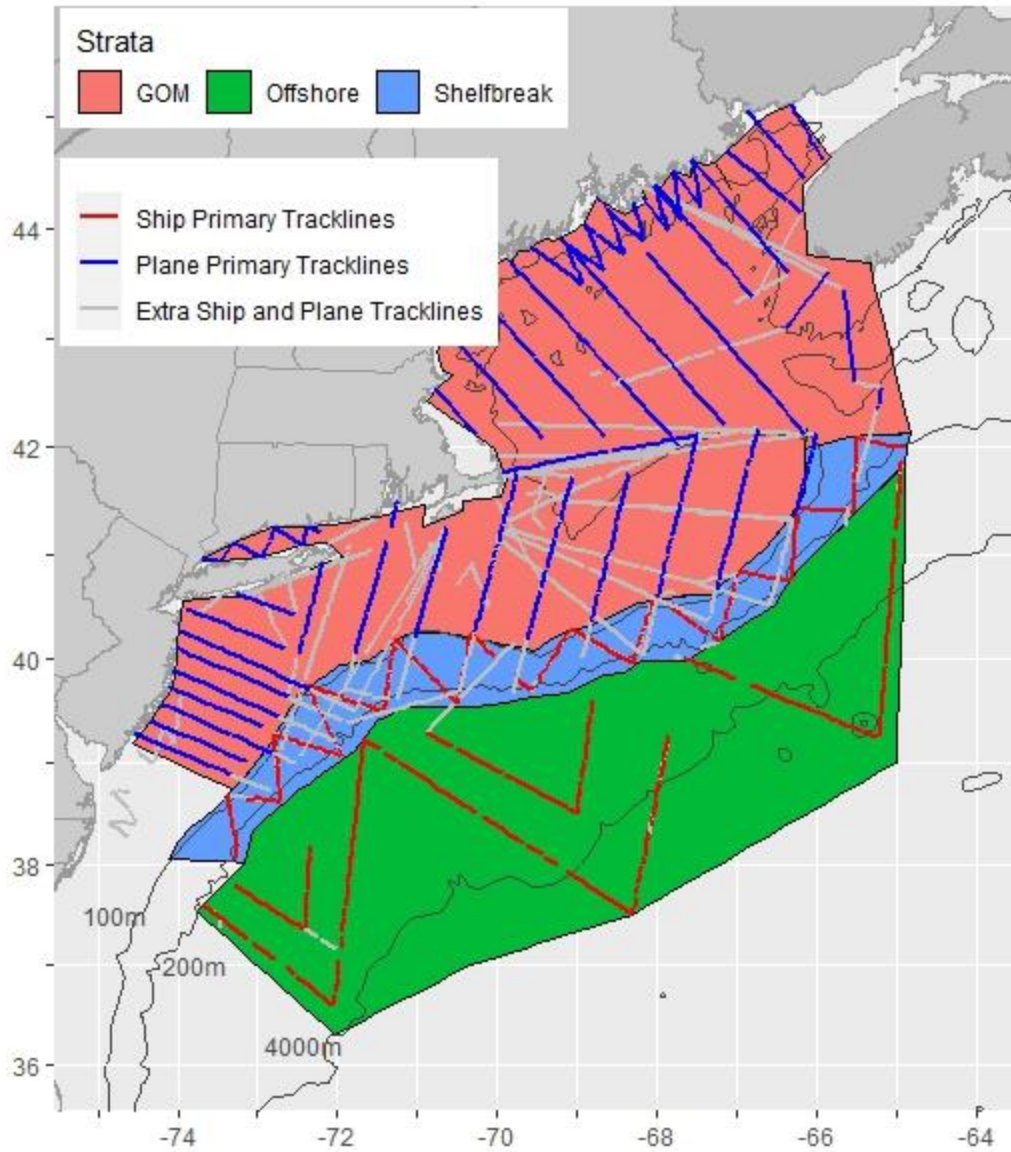 Strata
GOM Offshore Shelfbreak
Ship Primary Tracklines
Plane Primary Tracklines
Extra Ship and Plane Tracklines
44
42
40
38
100m
200m
4000m
36
-74 -72 -70 -68 -66 -64